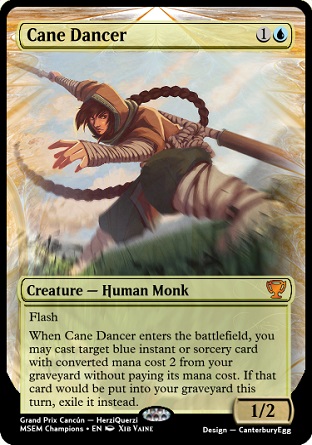 Cane Dancer 1
Creature — Human Monk
Flash
When Cane Dancer enters the battlefield, you
may cast target blue instant or sorcery card
with converted mana cost 2 from your
graveyard without paying its mana cost. If that
card would be put into your graveyard this
turn, exile it instead.
1/2
Grand Prix Cancún — HerziQuerzi
MSEM Champions • EN Xib Vaine
Design — CanterburyEgg